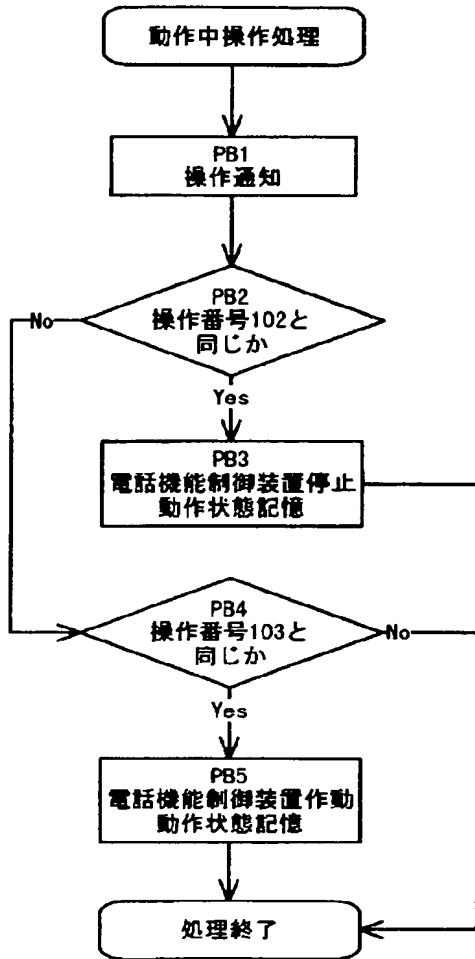 動作中操作処理
PB1
操作通知
PB2
操作番号102と
同じか
No
Yes
PB3
電話機能制御装置停止
動作状態記憶
PB4
操作番号103と
同じか
No
Yes
PB5
電話機能制御装置作動
動作状態記憶
処理終了